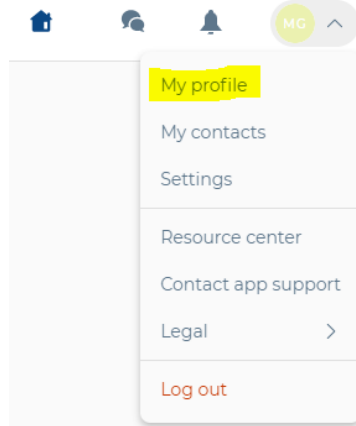 MG
My profile
My contacts
Settings
Resource center
Contact app support
Legal
Log out